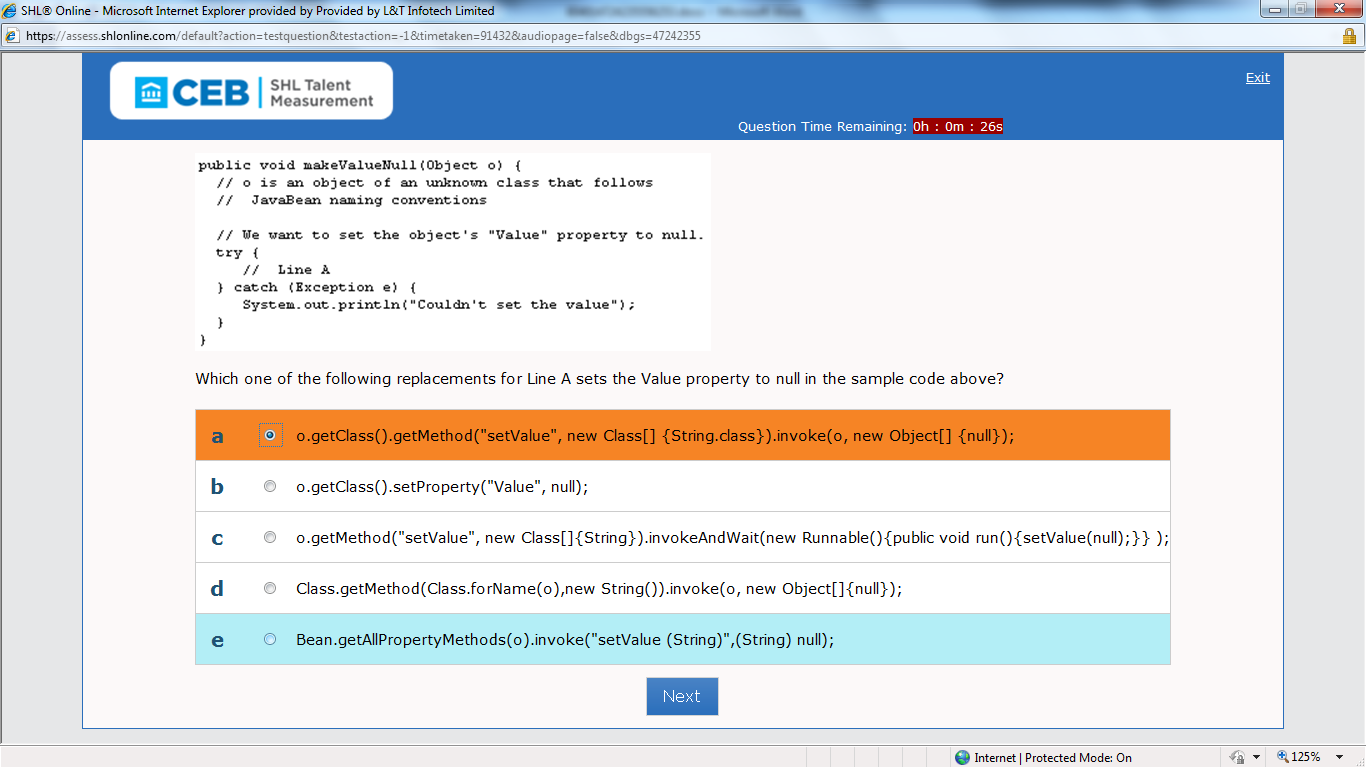 SHL® Online - Microsoft Internet Explorer provided by Provided by L&T Infotech Limited
https://assess.shlonline.com/default?action=testquestion&testaction=-1&timetaken=91432&audiopage=false&dbgs=47242355
CEB SHL Talent Measurement
Exit
Question Time Remaining: 0h : 0m : 26s
public void makeValueNull(Object o) {
// o is an object of an unknown class that follows
// JavaBean naming conventions
// We want to set the object's "Value" property to null.
try {
// Line A
} catch (Exception e) {
System.out.println("Couldn't set the value");
}
}
Which one of the following replacements for Line A sets the Value property to null in the sample code above?
a o.getClass().getMethod("setValue", new Class[] {String.class}).invoke(o, new Object[] {null});
b o.getClass().setProperty("Value", null);
c o.getMethod("setValue", new Class[]{String}).invokeAndWait(new Runnable(){public void run(){setValue(null);}} );
d Class.getMethod(Class.forName(o),new String()).invoke(o, new Object[]{null});
e Bean.getAllPropertyMethods(o).invoke("setValue (String)",(String) null);
Next
Internet | Protected Mode: On
125%